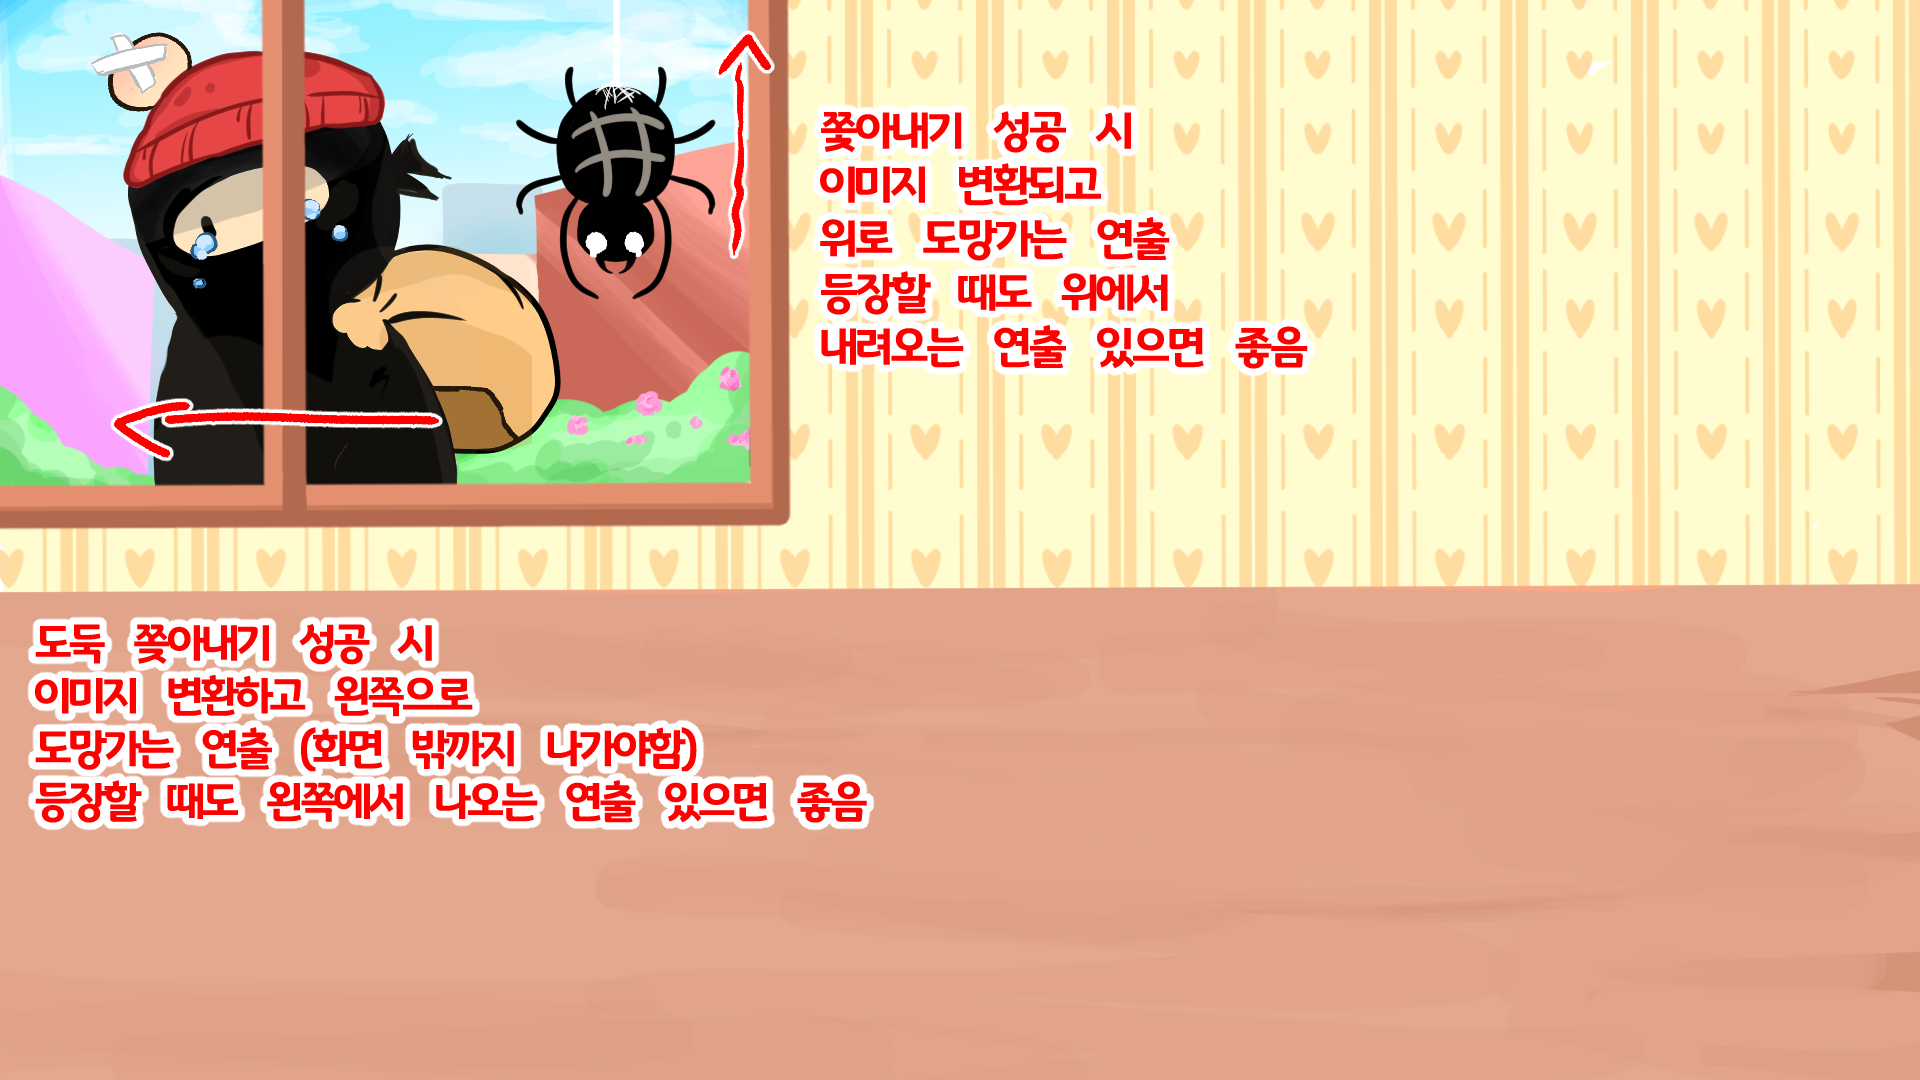 쫓아내기 성공 시
이미지 변환되고
위로 도망가는 연출
등장할 때도 위에서
내려오는 연출 있으면 좋음
도둑 쫓아내기 성공 시
이미지 변환하고 왼쪽으로
도망가는 연출 (화면 밖까지 나가야함)
등장할 때도 왼쪽에서 나오는 연출 있으면 좋음